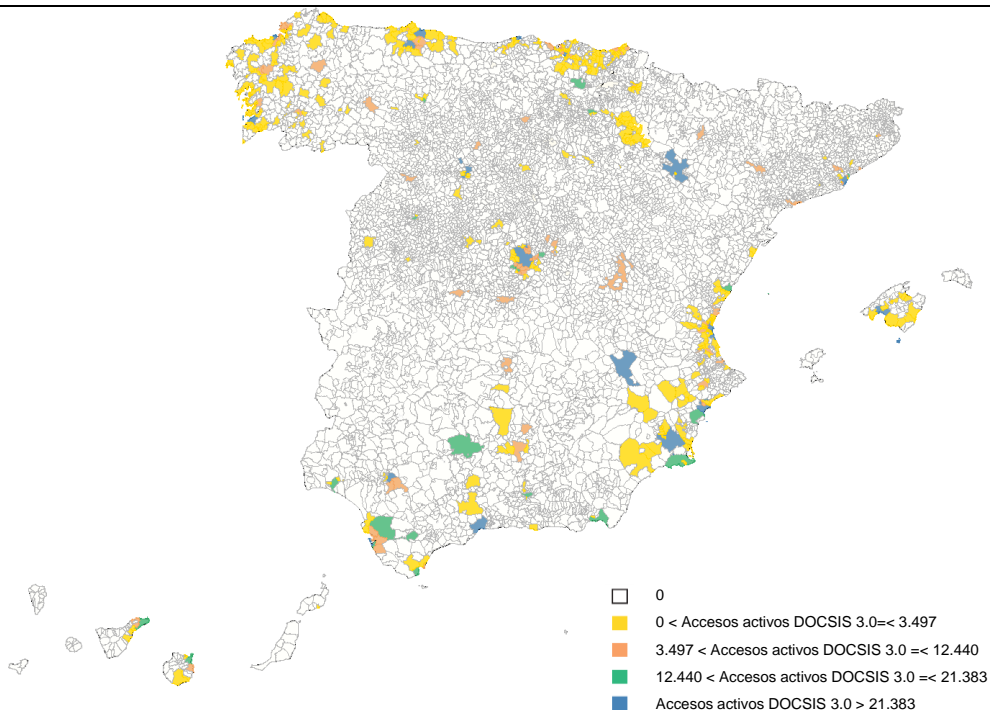 0
0 < Accesos activos DOCSIS 3.0=< 3.497
3.497 < Accesos activos DOCSIS 3.0 =< 12.440
12.440 < Accesos activos DOCSIS 3.0 =< 21.383
Accesos activos DOCSIS 3.0 > 21.383